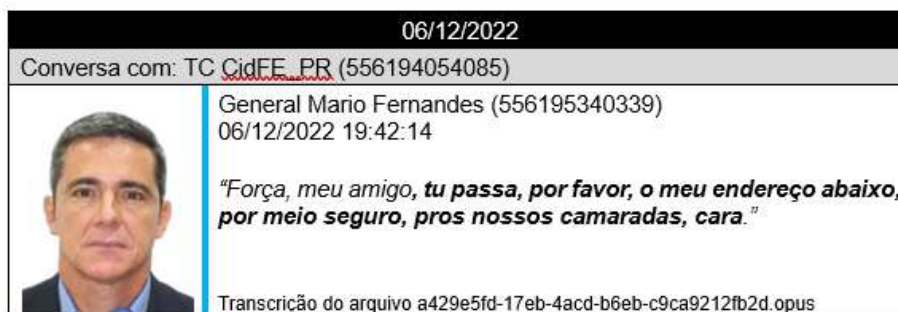 06/12/2022
Conversa com: TC CidFE_PR (556194054085)
General Mario Fernandes (556195340339)
06/12/2022 19:42:14
"Força, meu amigo, tu passa, por favor, o meu endereço abaixo,
por meio seguro, pros nossos camaradas, cara."
Transcrição do arquivo a429e5fd-17eb-4acd-b6eb-c9ca9212fb2d.opus